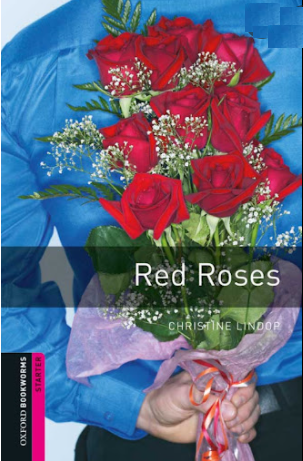 Red Roses
CHRISTINE LINDOP
OXFORD BOOKWORMS
STARTER